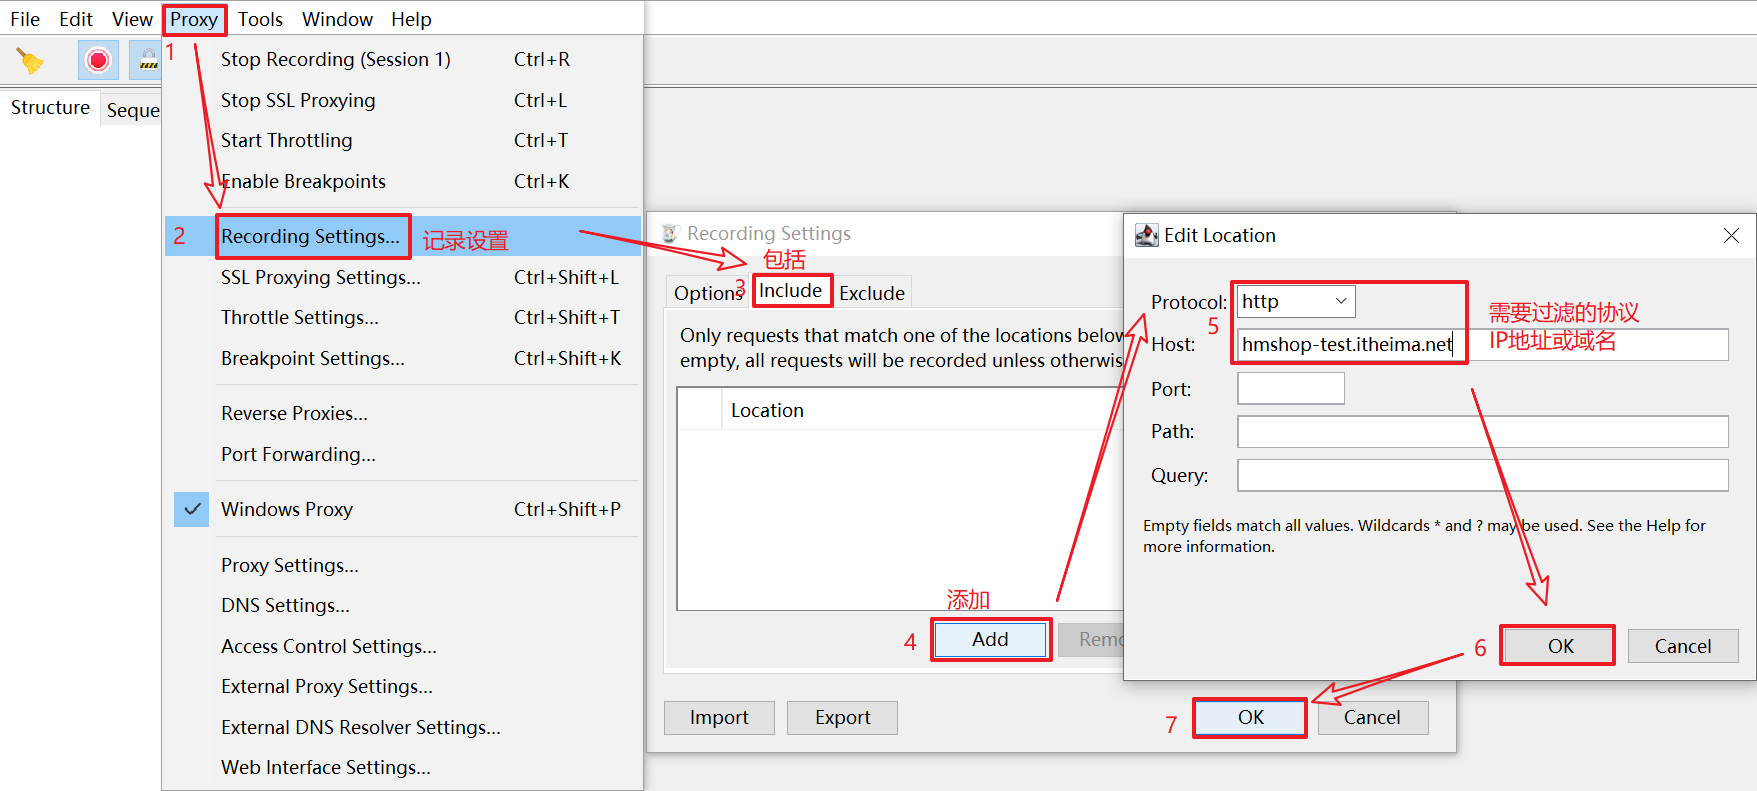 File Edit View Proxy Tools Window Help
1
Structure
Seque
Stop Recording (Session 1) Ctrl+R
Stop SSL Proxying Ctrl+L
Start Throttling Ctrl+T
Enable Breakpoints Ctrl+K
2 Recording Settings... 记录设置
SSL Proxying Settings... Ctrl+Shift+L
Throttle Settings... Ctrl+Shift+T
Breakpoint Settings... Ctrl+Shift+K
Reverse Proxies...
Port Forwarding...
Windows Proxy Ctrl+Shift+P
Proxy Settings...
DNS Settings...
Access Control Settings...
External Proxy Settings...
External DNS Resolver Settings...
Web Interface Settings...
Recording Settings
包括
Options 3 Include Exclude
Only requests that match one of the locations below
empty, all requests will be recorded unless otherwis
Location
添加
4 Add Remo
Import Export 7 OK Cancel
Edit Location
Protocol: http
5
需要过滤的协议
IP地址或域名
Host: hmshop-test.itheima.net
Port:
Path:
Query:
Empty fields match all values. Wildcards * and ? may be used. See the Help for
more information.
6 OK Cancel